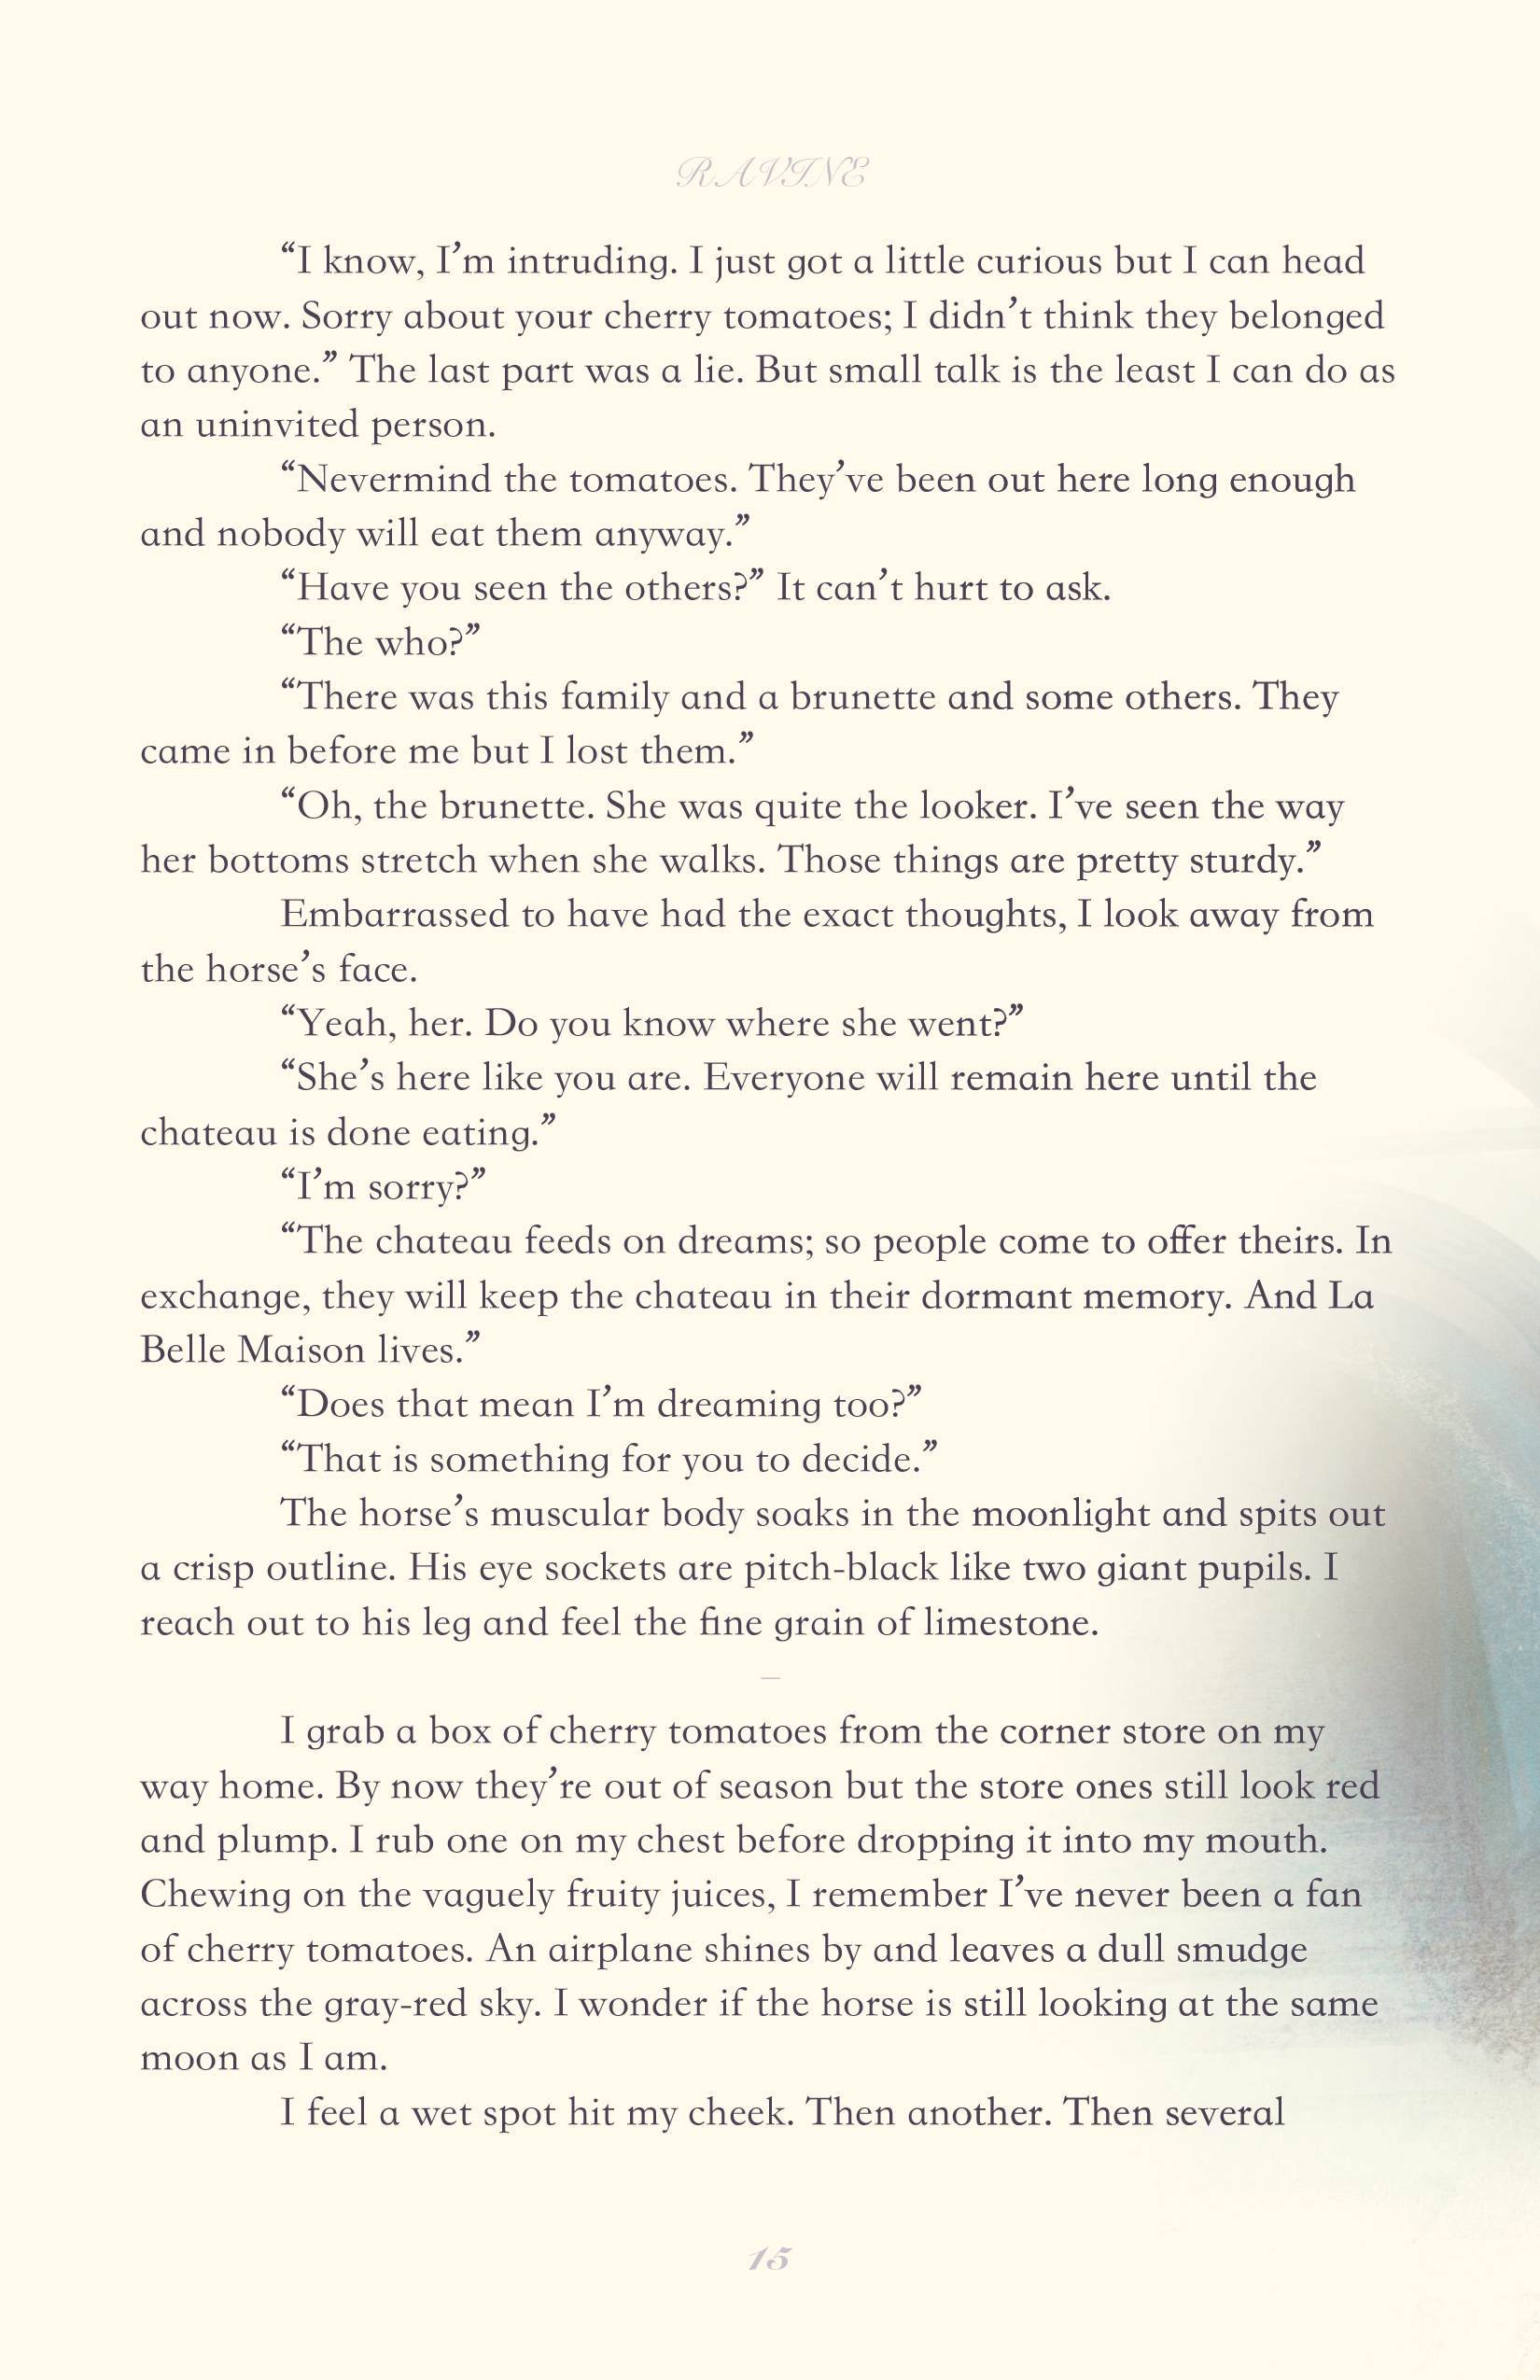 RAVINE
“I know, I’m intruding. I just got a little curious but I can head
out now. Sorry about your cherry tomatoes; I didn’t think they belonged
to anyone.” The last part was a lie. But small talk is the least I can do as
an uninvited person.
“Nevermind the tomatoes. They’ve been out here long enough
and nobody will eat them anyway.”
“Have you seen the others?” It can’t hurt to ask.
“The who?”
“There was this family and a brunette and some others. They
came in before me but I lost them.”
“Oh, the brunette. She was quite the looker. I’ve seen the way
her bottoms stretch when she walks. Those things are pretty sturdy.”
Embarrassed to have had the exact thoughts, I look away from
the horse’s face.
“Yeah, her. Do you know where she went?”
“She’s here like you are. Everyone will remain here until the
chateau is done eating.”
“I’m sorry?”
“The chateau feeds on dreams; so people come to offer theirs. In
exchange, they will keep the chateau in their dormant memory. And La
Belle Maison lives.”
“Does that mean I’m dreaming too?”
“That is something for you to decide.”
The horse’s muscular body soaks in the moonlight and spits out
a crisp outline. His eye sockets are pitch-black like two giant pupils. I
reach out to his leg and feel the fine grain of limestone.
—
I grab a box of cherry tomatoes from the corner store on my
way home. By now they’re out of season but the store ones still look red
and plump. I rub one on my chest before dropping it into my mouth.
Chewing on the vaguely fruity juices, I remember I’ve never been a fan
of cherry tomatoes. An airplane shines by and leaves a dull smudge
across the gray-red sky. I wonder if the horse is still looking at the same
moon as I am.
I feel a wet spot hit my cheek. Then another. Then several
15